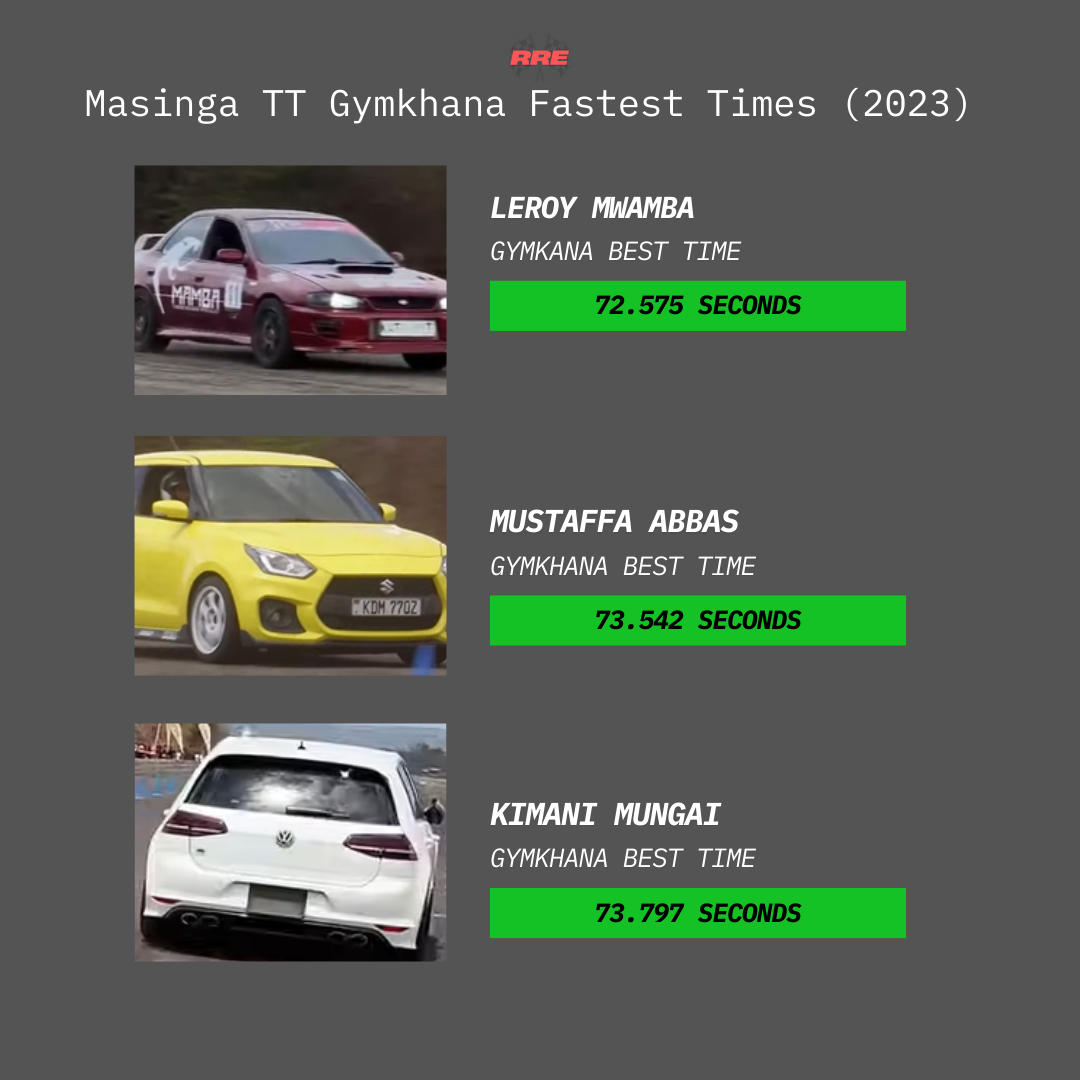 RRE
Masinga TT Gymkhana Fastest Times (2023)
MAMBA
LEROY MWAMBA
GYMKANA BEST TIME
72.575 SECONDS
KDM 770Z
MUSTAFFA ABBAS
GYMKHANA BEST TIME
73.542 SECONDS
KIMANI MUNGAI
GYMKHANA BEST TIME
73.797 SECONDS